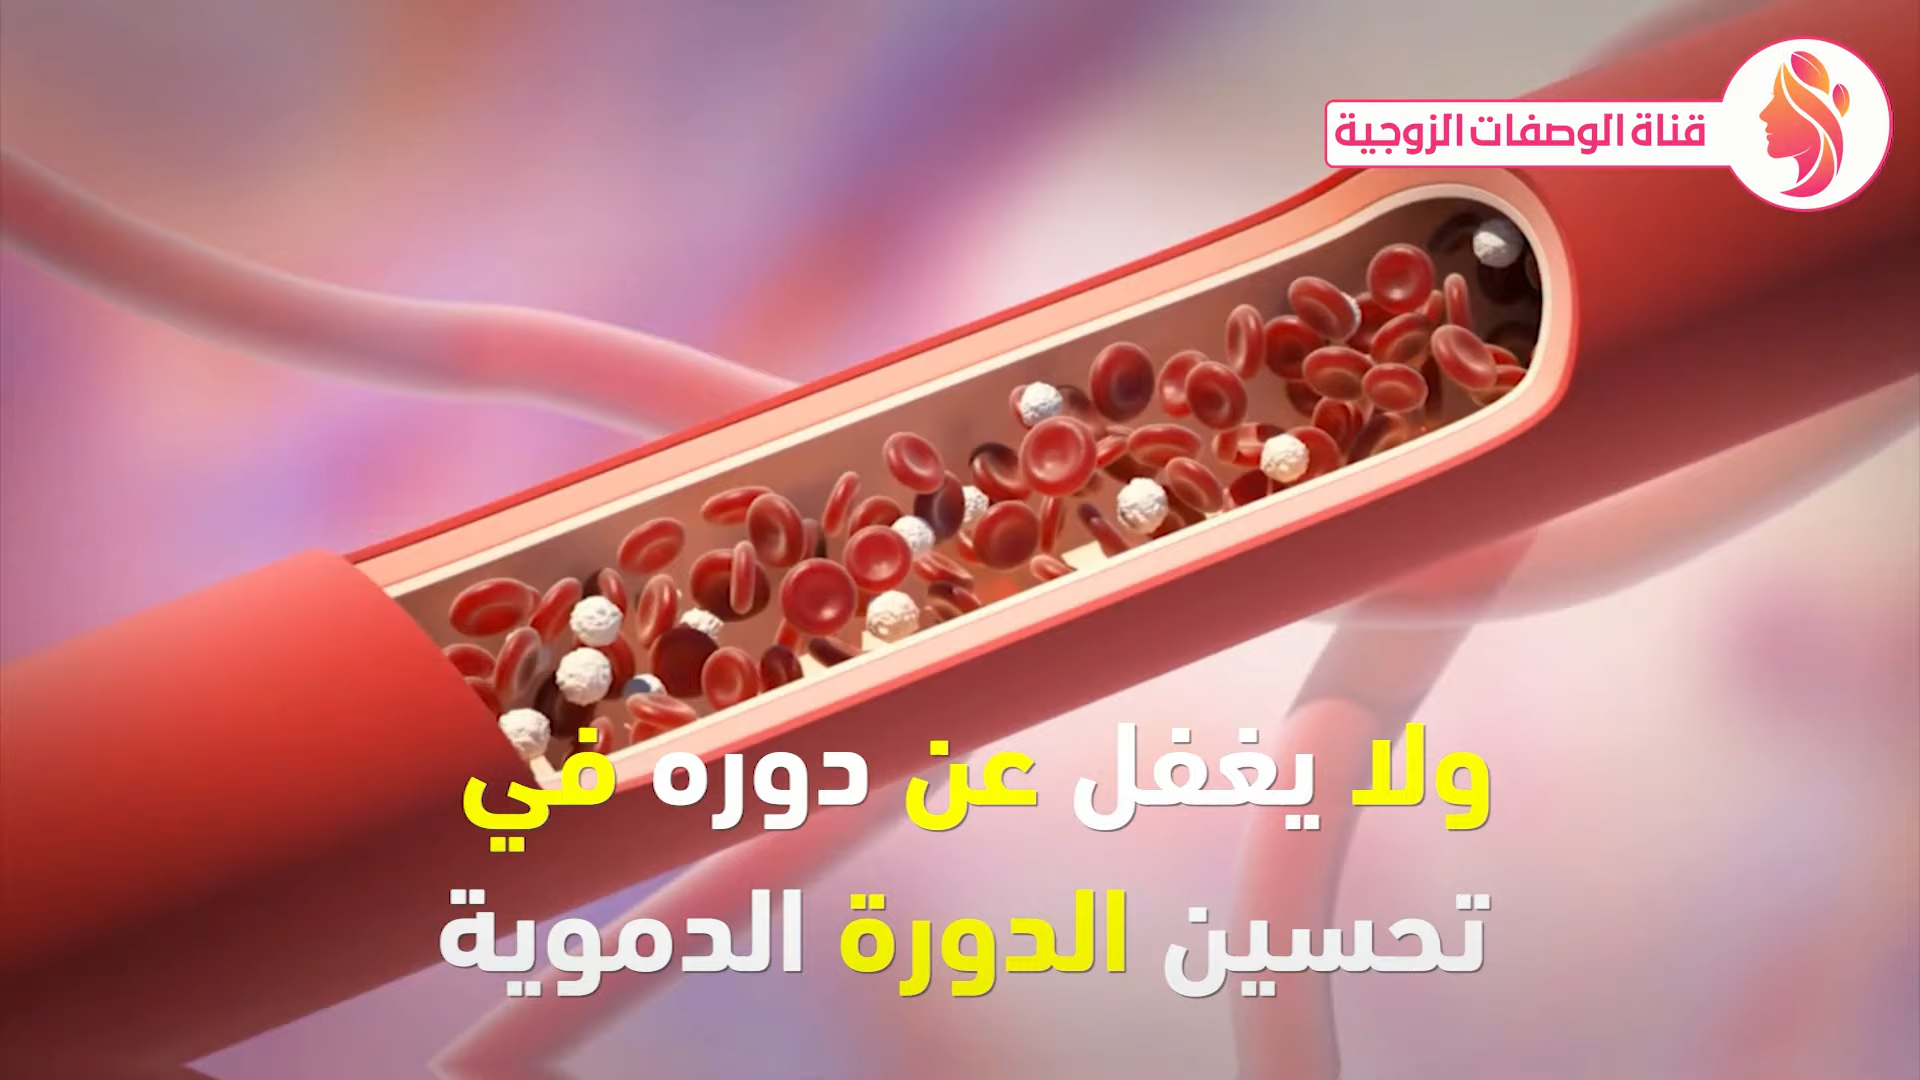 قناة الوصفات الزوجية
ولا يغفل عن دوره في
تحسين الدورة الدموية